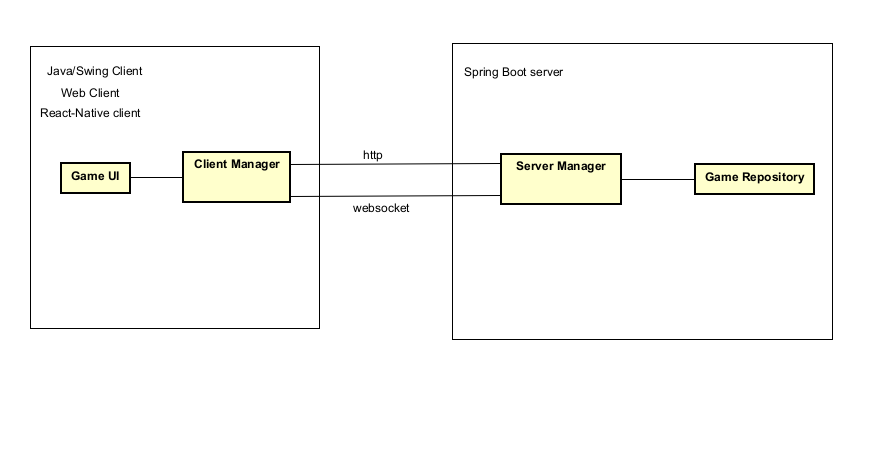 Java/Swing Client
Web Client
React-Native client
Game UI
Client Manager
http
websocket
Spring Boot server
Server Manager
Game Repository